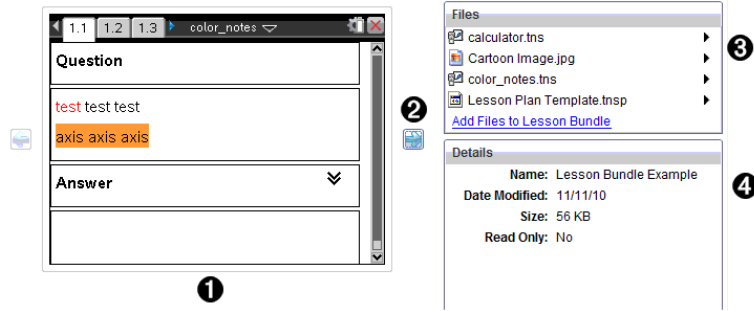 1.1 1.2 1.3 color_notes
Question
test test test
axis axis axis
Answer
1
2
Files
calculator.tns
Cartoon Image.jpg
color_notes.tns
Lesson Plan Template.tnsp
Add Files to Lesson Bundle
3
Details
Name: Lesson Bundle Example
Date Modified: 11/11/10
Size: 56 KB
Read Only: No
4